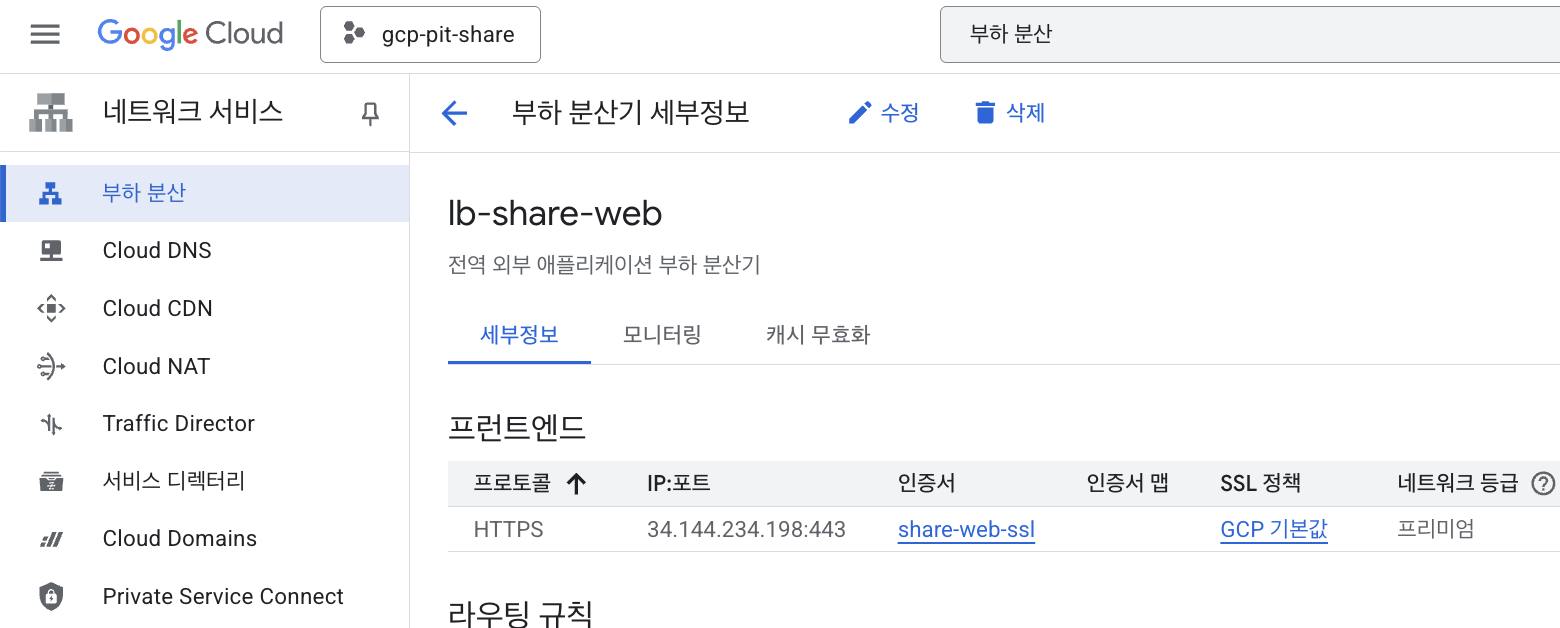 Google Cloud
gcp-pit-share
부하 분산
네트워크 서비스
부하 분산
Cloud DNS
Cloud CDN
Cloud NAT
Traffic Director
서비스 디렉터리
Cloud Domains
Private Service Connect
부하 분산기 세부정보
수정
삭제
lb-share-web
전역 외부 애플리케이션 부하 분산기
세부정보 모니터링 캐시 무효화
프런트엔드
프로토콜 IP:포트 인증서 인증서 맵 SSL 정책 네트워크 등급
HTTPS 34.144.234.198:443 share-web-ssl GCP 기본값 프리미엄
라우팅 규칙